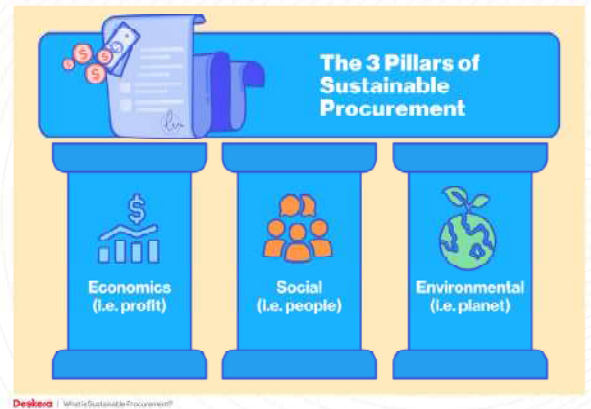 The 3 Pillars of
Sustainable
Procurement
Economics
(i.e. profit)
Social
(i.e. people)
Environmental
(i.e. planet)
Deskera | What is Sustainable Procurement?